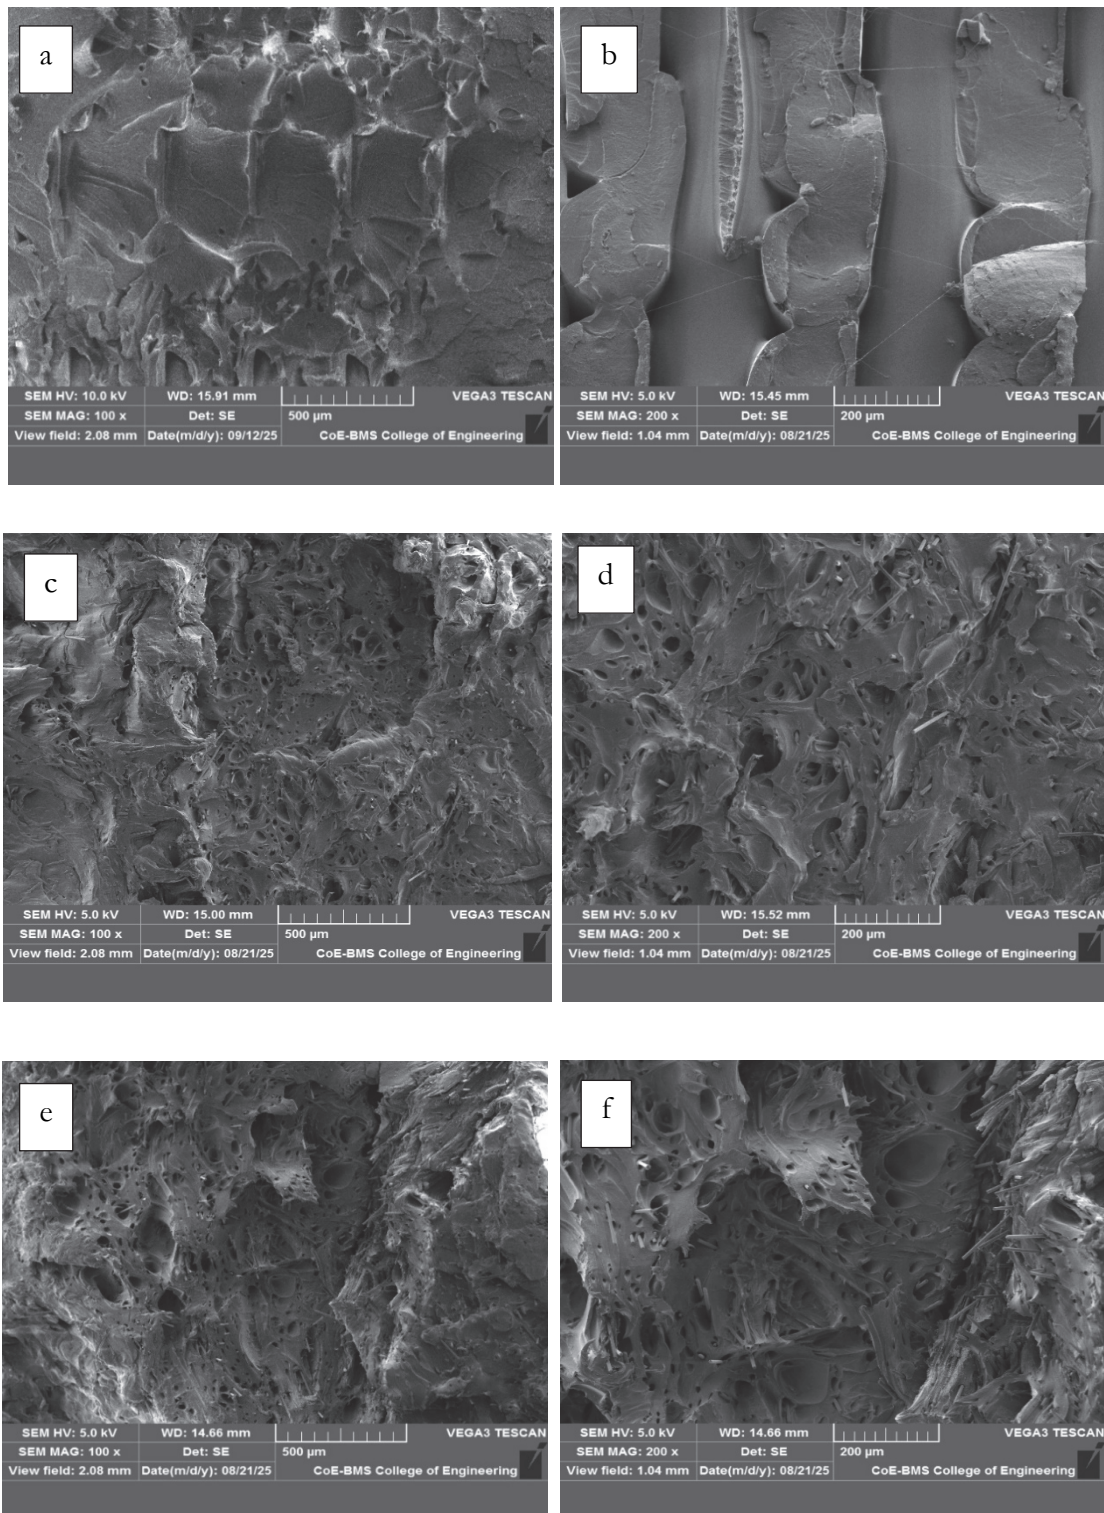 a
SEM HV: 10.0 kV WD: 15.91 mm VEGA3 TESCAN
SEM MAG: 100 x Det: SE 500 µm
View field: 2.08 mm Date(m/d/y): 09/12/25 CoE-BMS College of Engineering
b
SEM HV: 5.0 kV WD: 15.45 mm VEGA3 TESCAN
SEM MAG: 200 x Det: SE 200 µm
View field: 1.04 mm Date(m/d/y): 08/21/25 CoE-BMS College of Engineering
c
SEM HV: 5.0 kV WD: 15.00 mm VEGA3 TESCAN
SEM MAG: 100 x Det: SE 500 µm
View field: 2.08 mm Date(m/d/y): 08/21/25 CoE-BMS College of Engineering
d
SEM HV: 5.0 kV WD: 15.52 mm VEGA3 TESCAN
SEM MAG: 200 x Det: SE 200 µm
View field: 1.04 mm Date(m/d/y): 08/21/25 CoE-BMS College of Engineering
e
SEM HV: 5.0 kV WD: 14.66 mm VEGA3 TESCAN
SEM MAG: 100 x Det: SE 500 µm
View field: 2.08 mm Date(m/d/y): 08/21/25 CoE-BMS College of Engineering
f
SEM HV: 5.0 kV WD: 14.66 mm VEGA3 TESCAN
SEM MAG: 200 x Det: SE 200 µm
View field: 1.04 mm Date(m/d/y): 08/21/25 CoE-BMS College of Engineering